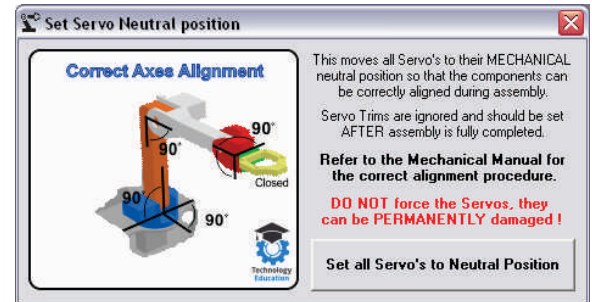 Set Servo Neutral position
Correct Axes Alignment
90°
90°
Closed
90°
90°
Technology
Education
This moves all Servo's to their MECHANICAL
neutral position so that the components can
be correctly aligned during assembly.
Servo Trims are ignored and should be set
AFTER assembly is fully completed.
Refer to the Mechanical Manual for
the correct alignment procedure.
DO NOT force the Servos, they
can be PERMANENTLY damaged !
Set all Servo's to Neutral Position